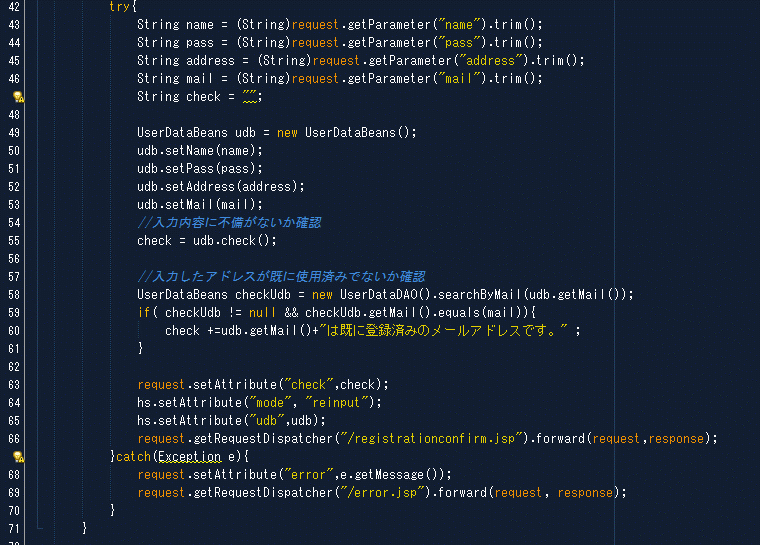 42 try{
43 String name = (String)request.getParameter("name").trim();
44 String pass = (String)request.getParameter("pass").trim();
45 String address = (String)request.getParameter("address").trim();
46 String mail = (String)request.getParameter("mail").trim();
String check = "";
48
49 UserDataBeans udb = new UserDataBeans();
50 udb.setName(name);
51 udb.setPass(pass);
52 udb.setAddress(address);
53 udb.setMail(mail);
54 //入力内容に不備がないか確認
55 check = udb.check();
56
57 //入力したアドレスが既に使用済みでないか確認
58 UserDataBeans checkUdb = new UserDataDAO().searchByMail(udb.getMail());
59 if( checkUdb != null && checkUdb.getMail().equals(mail)){
60 check +=udb.getMail()+"は既に登録済みのメールアドレスです。" ;
61 }
62
63 request.setAttribute("check",check);
64 hs.setAttribute("mode", "reinput");
65 hs.setAttribute("udb",udb);
66 request.getRequestDispatcher("/registrationconfirm.jsp").forward(request,response);
}catch(Exception e){
68 request.setAttribute("error",e.getMessage());
69 request.getRequestDispatcher("/error.jsp").forward(request, response);
70 }
71 }